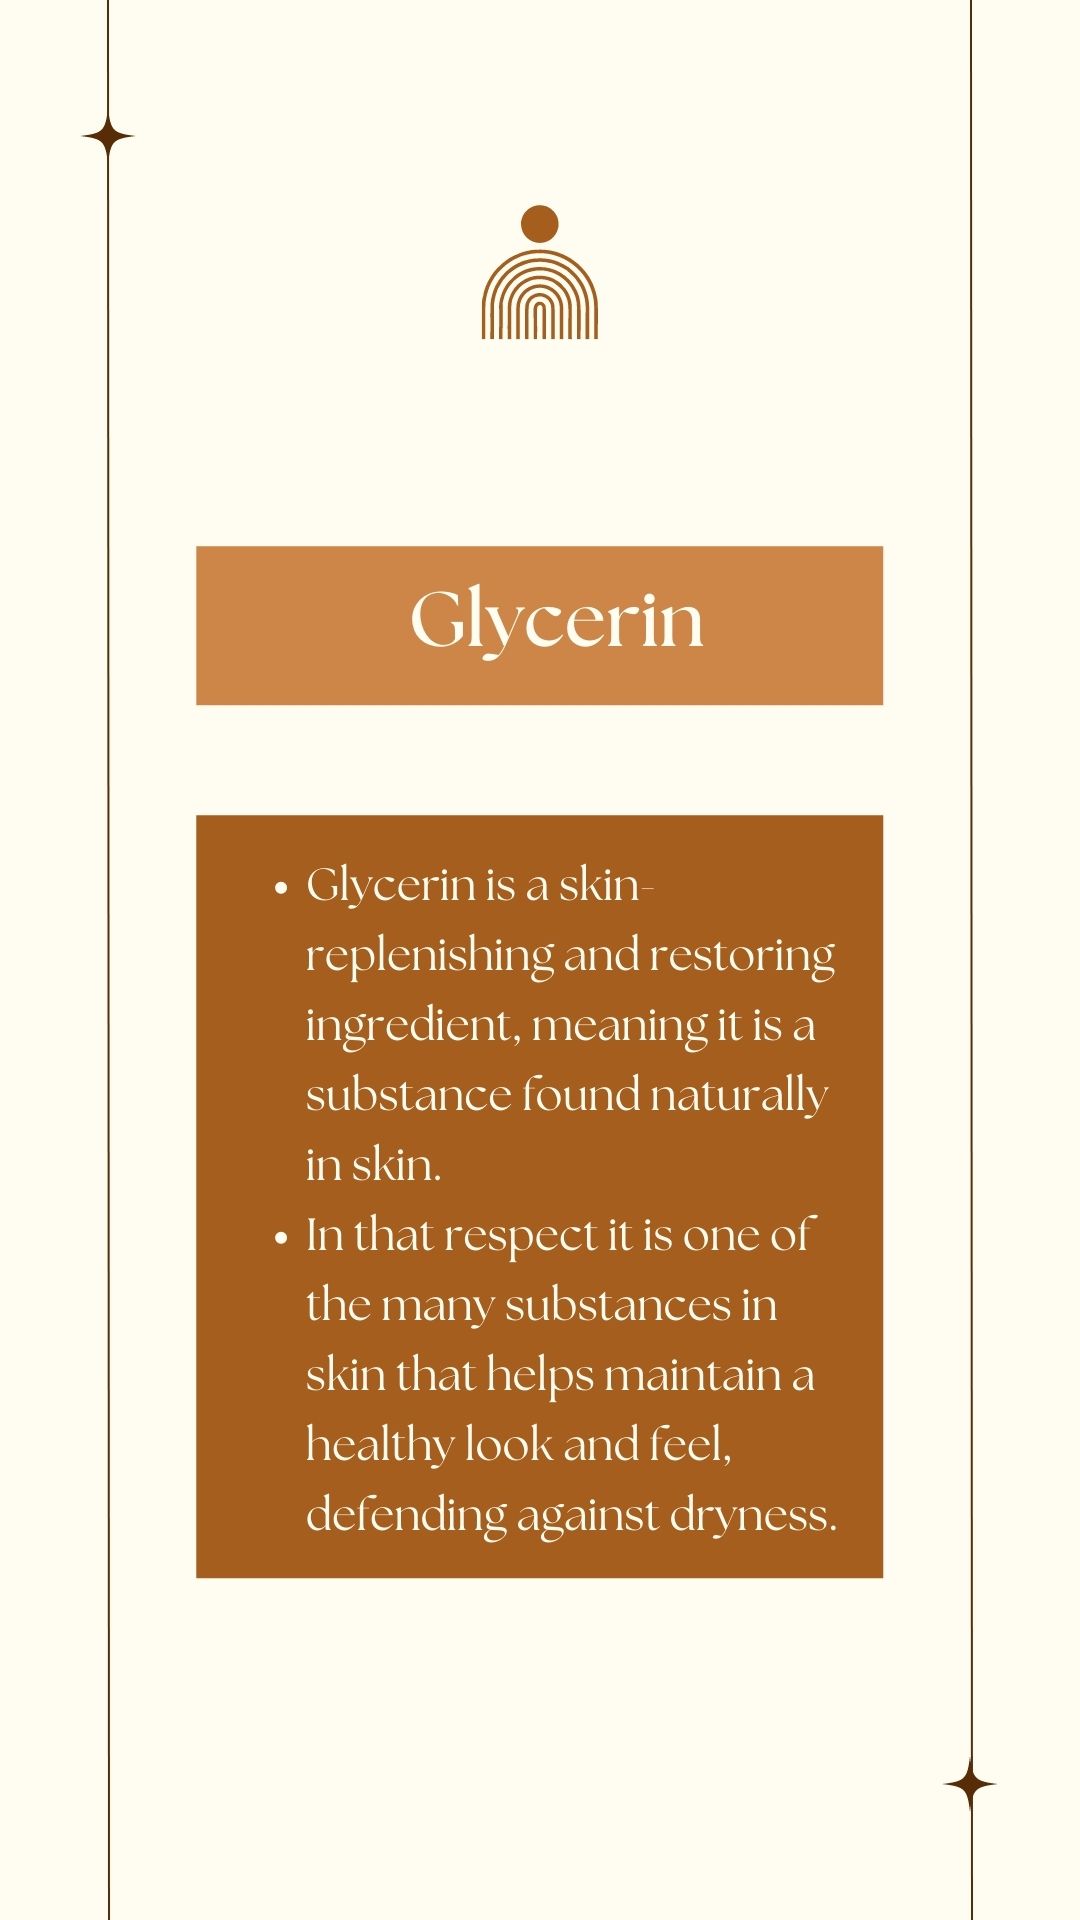 Glycerin
• Glycerin is a skin-
replenishing and restoring
ingredient, meaning it is a
substance found naturally
in skin.
• In that respect it is one of
the many substances in
skin that helps maintain a
healthy look and feel,
defending against dryness.